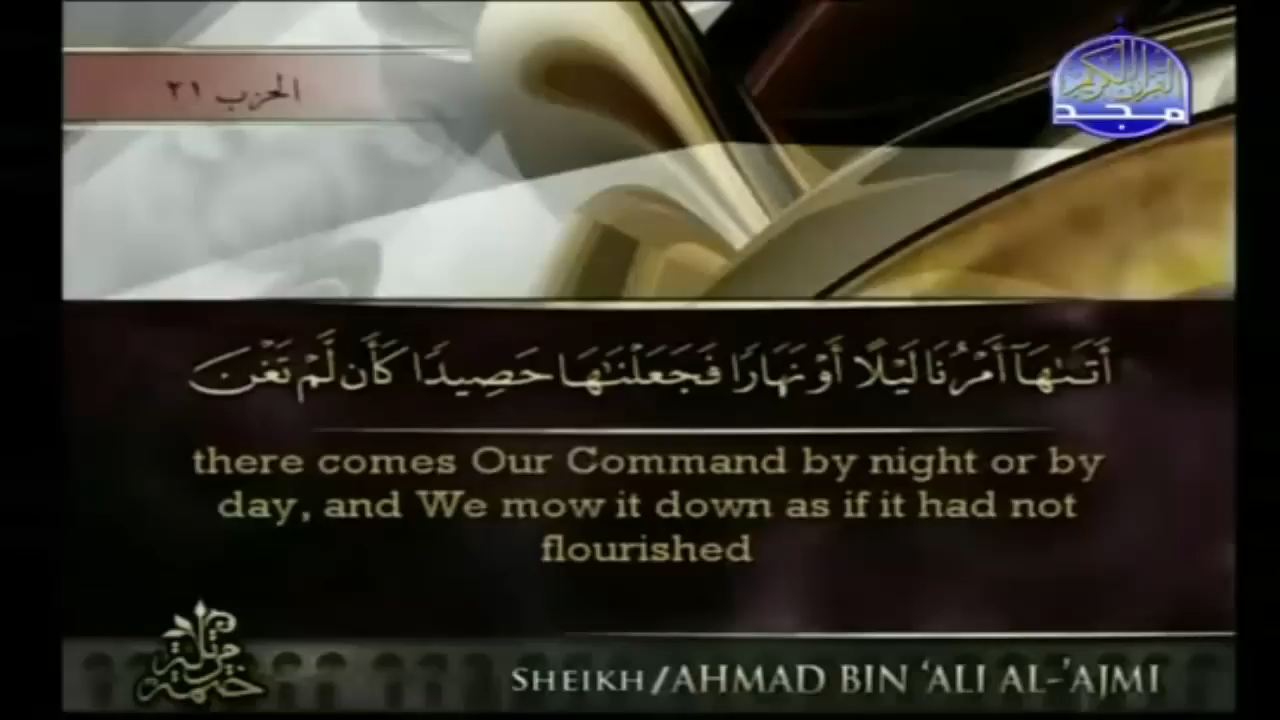 الحزب ٢١
القرآن الكريم
مجد
أَتَىٰهَآ أَمْرُنَا لَيْلًا أَوْ نَهَارًا فَجَعَلْنَٰهَا حَصِيدًا كَأَن لَّمْ تَغْنَ
there comes Our Command by night or by
day, and We mow it down as if it had not
flourished
ختمة مرتلة
SHEIKH/AHMAD BIN ‘ALI AL-’AJMI